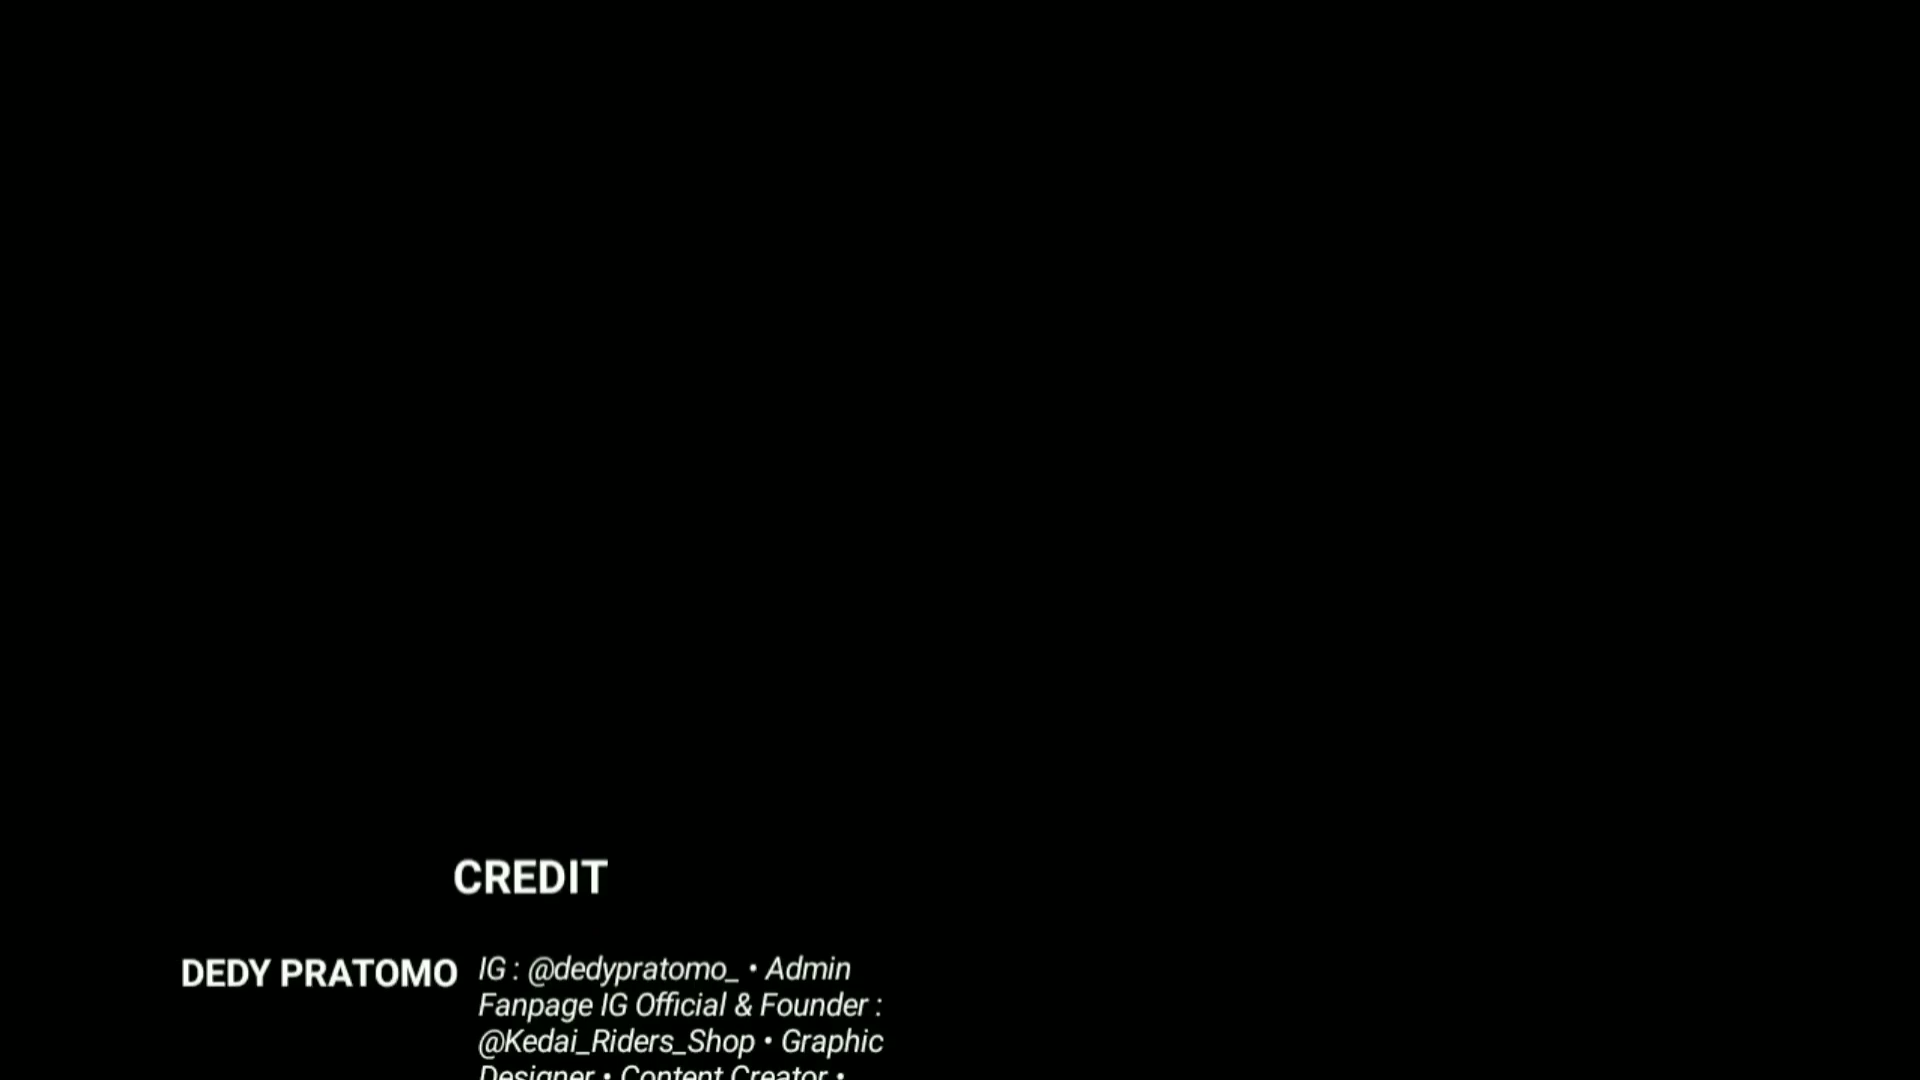 CREDIT
DEDY PRATOMO IG : @dedypratomo_ • Admin
Fanpage IG Official & Founder :
@Kedai_Riders_Shop • Graphic
Designer • Content Creator •